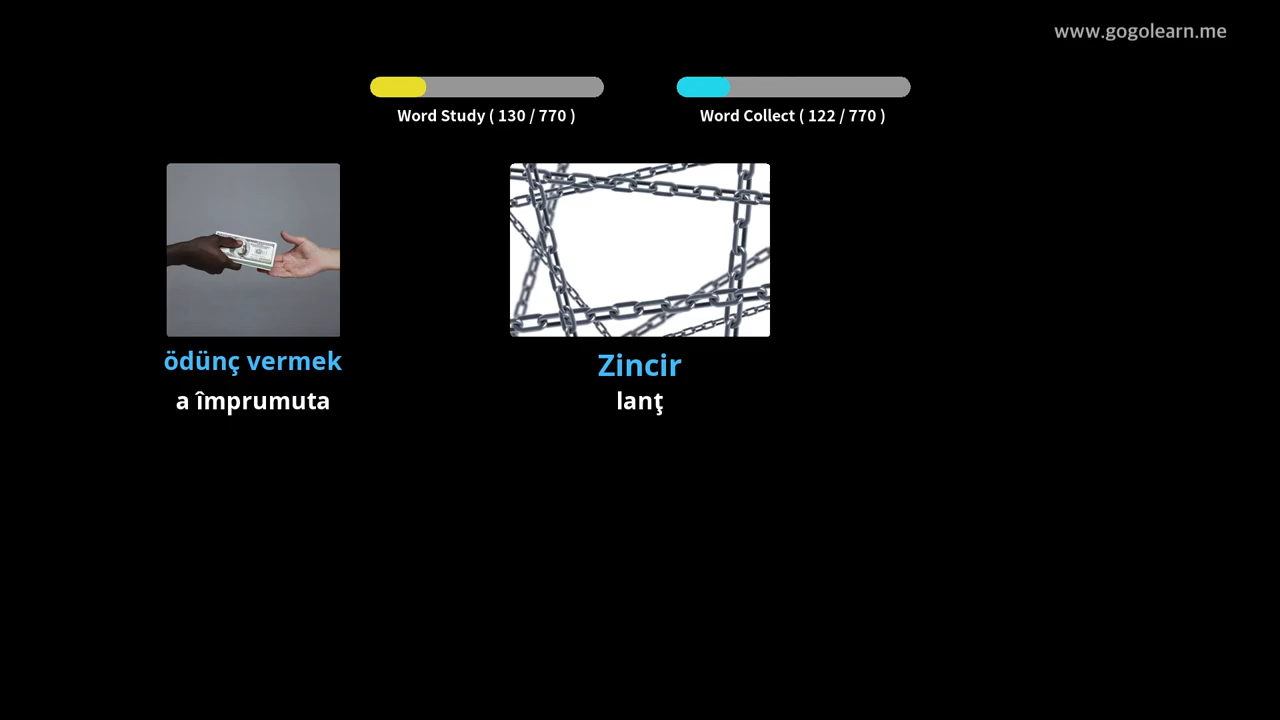 www.gogolearn.me
Word Study ( 130 / 770 )
Word Collect ( 122 / 770 )
ödünç vermek
a împrumuta
Zincir
lanţ